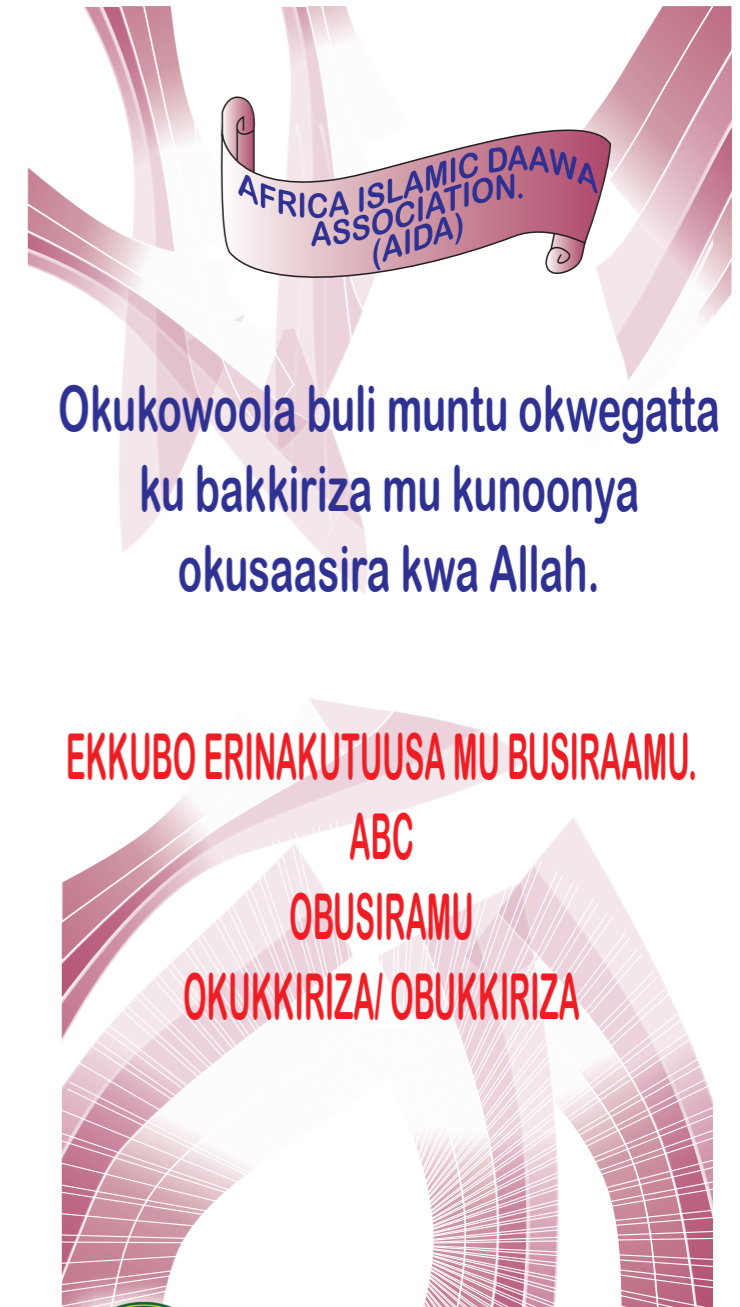 AFRICA ISLAMIC DAAWA
ASSOCIATION.
(AIDA)
Okukowoola buli muntu okwegatta
ku bakkiriza mu kunoonya
okusaasira kwa Allah.
EKKUBO ERINAKUTUUSA MU BUSIRAAMU.
ABC
OBUSIRAMU
OKUKKIRIZA/ OBUKKIRIZA